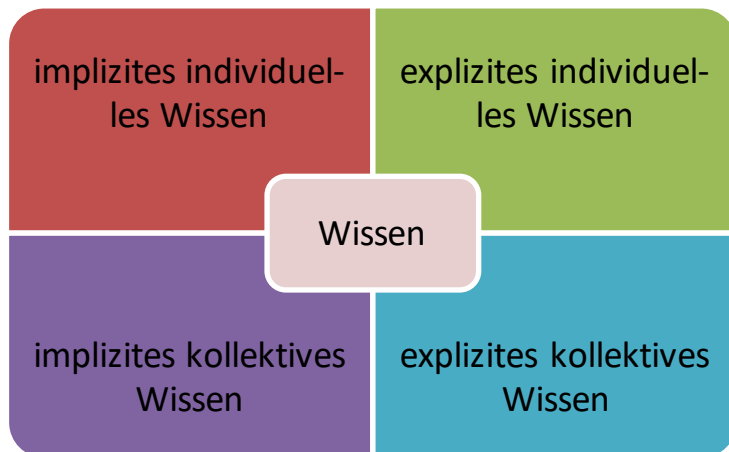 implizites individuel-
les Wissen
explizites individuel-
les Wissen
Wissen
implizites kollektives
Wissen
explizites kollektives
Wissen